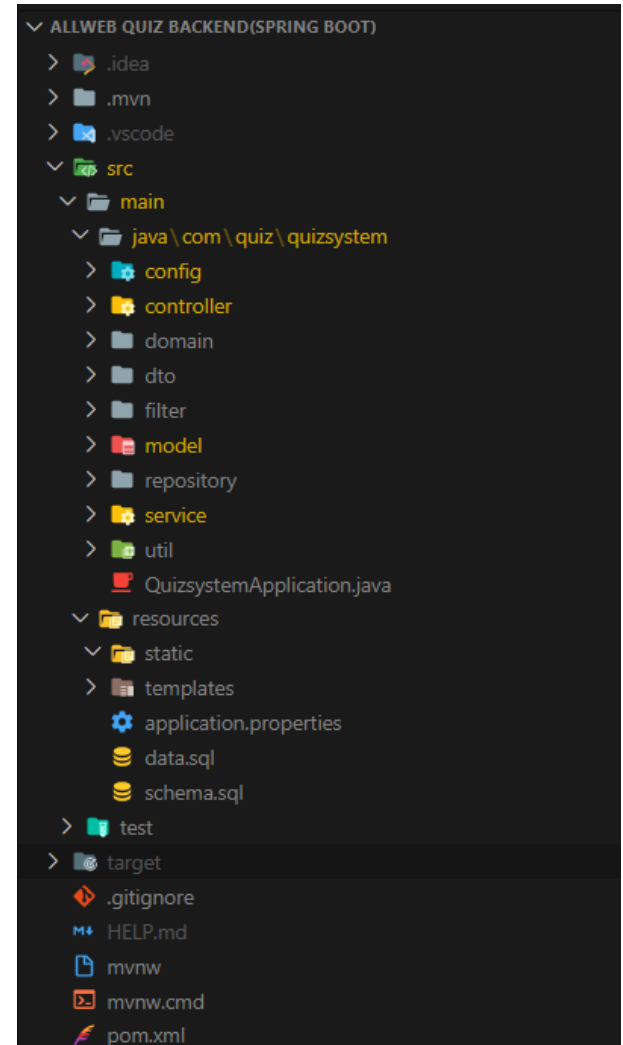 ALLWEB QUIZ BACKEND(SPRING BOOT)
.idea
.mvn
.vscode
src
main
java\com\quiz\quizsystem
config
controller
domain
dto
filter
model
repository
service
util
QuizsystemApplication.java
resources
static
templates
application.properties
data.sql
schema.sql
test
target
.gitignore
HELP.md
mvnw
mvnw.cmd
pom.xml